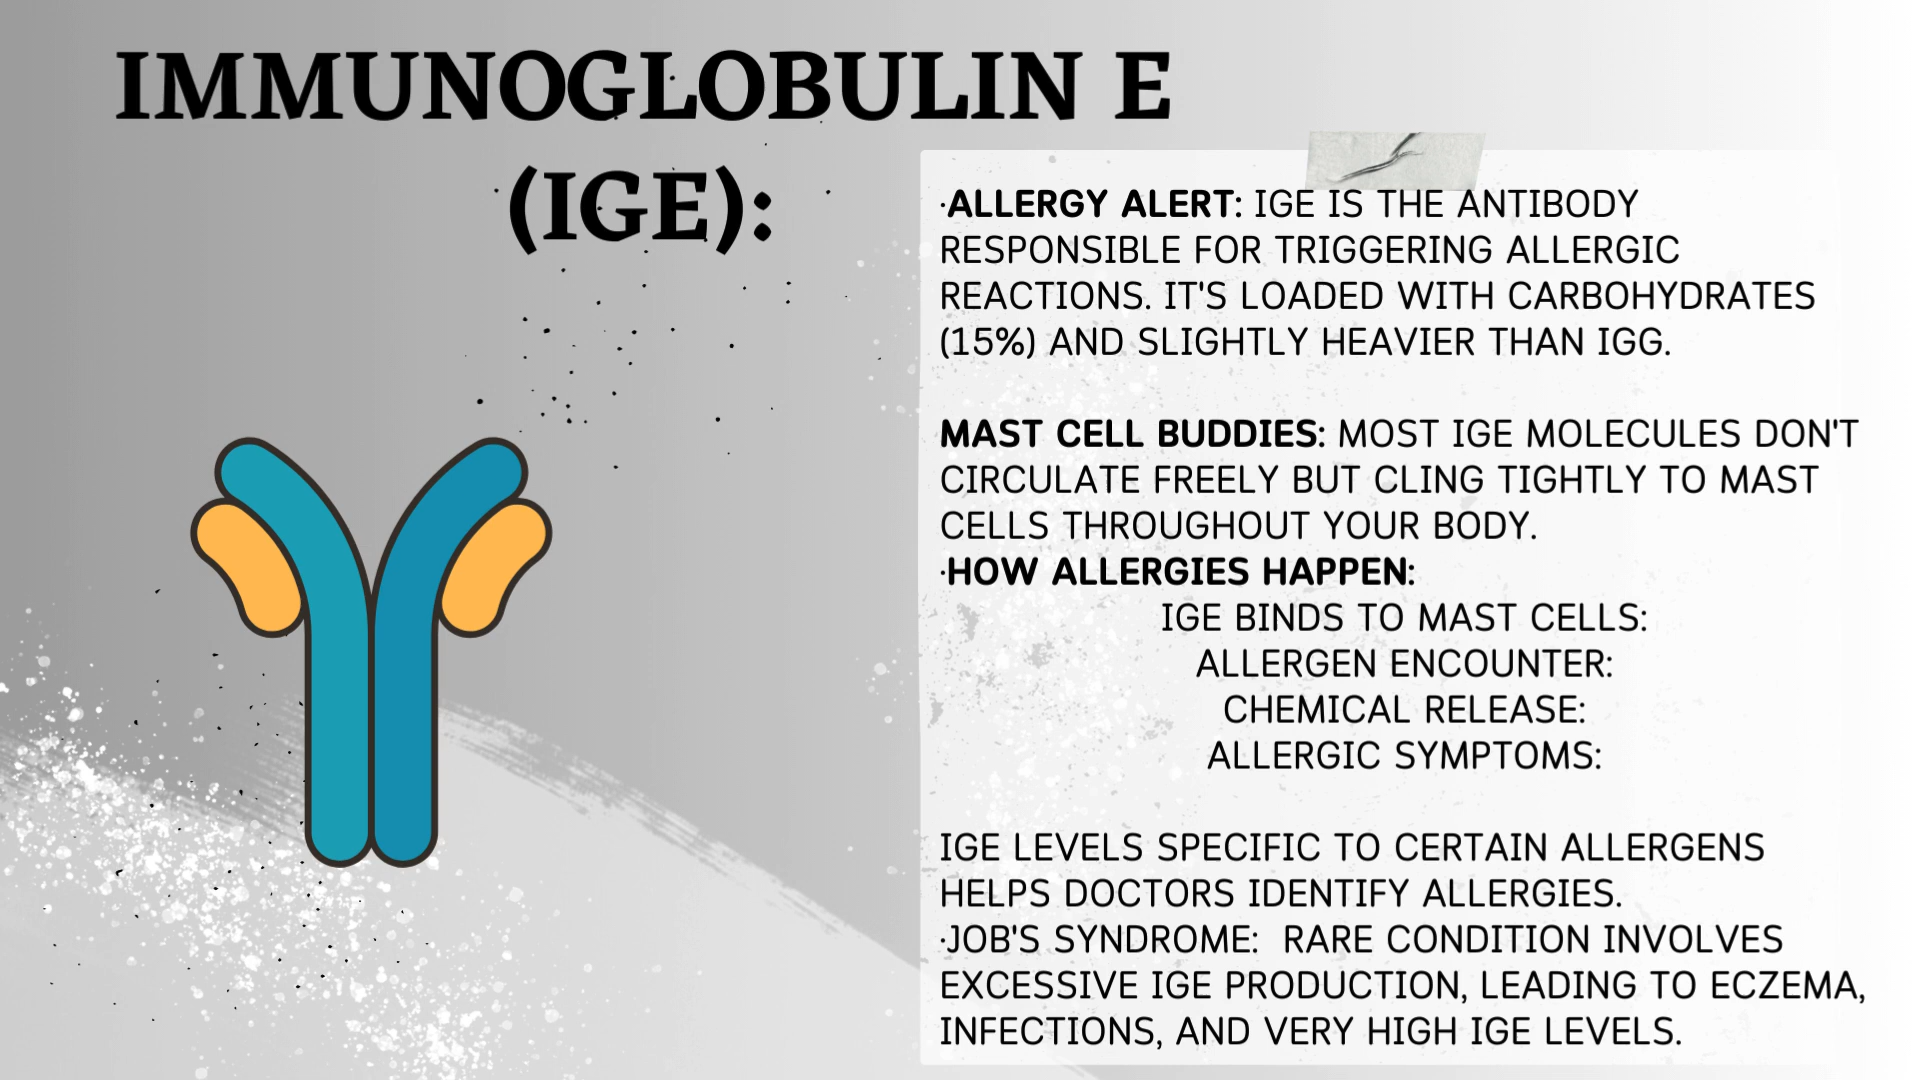 IMMUNOGLOBULIN E
(IGE):
·ALLERGY ALERT: IGE IS THE ANTIBODY
RESPONSIBLE FOR TRIGGERING ALLERGIC
REACTIONS. IT'S LOADED WITH CARBOHYDRATES
(15%) AND SLIGHTLY HEAVIER THAN IGG.
MAST CELL BUDDIES: MOST IGE MOLECULES DON'T
CIRCULATE FREELY BUT CLING TIGHTLY TO MAST
CELLS THROUGHOUT YOUR BODY.
·HOW ALLERGIES HAPPEN:
IGE BINDS TO MAST CELLS:
ALLERGEN ENCOUNTER:
CHEMICAL RELEASE:
ALLERGIC SYMPTOMS:
IGE LEVELS SPECIFIC TO CERTAIN ALLERGENS
HELPS DOCTORS IDENTIFY ALLERGIES.
·JOB'S SYNDROME:  RARE CONDITION INVOLVES
EXCESSIVE IGE PRODUCTION, LEADING TO ECZEMA,
INFECTIONS, AND VERY HIGH IGE LEVELS.